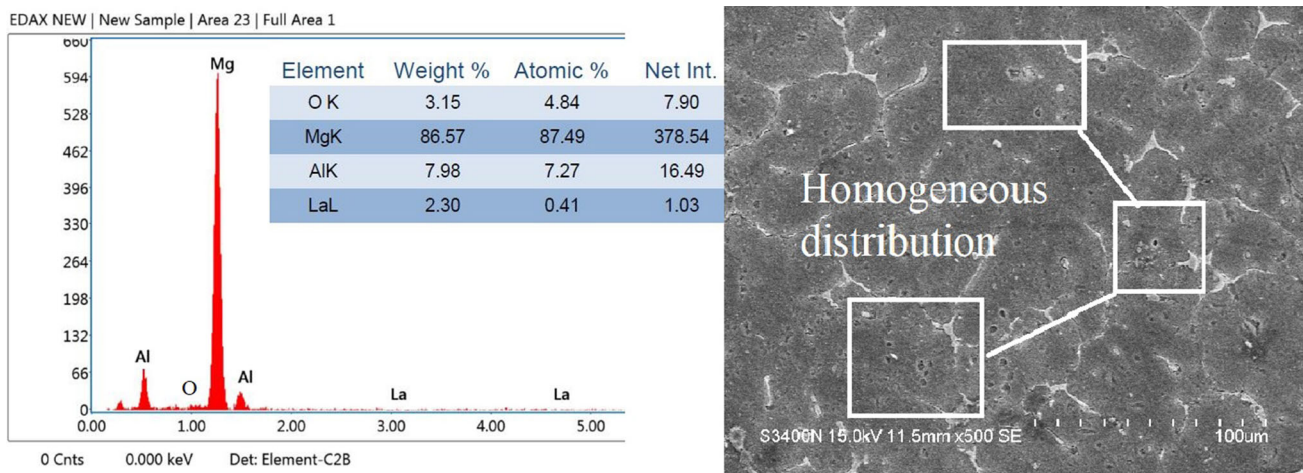 EDAX NEW | New Sample | Area 23 | Full Area 1
660
594
528
462
396
330
264
198
132
66
0
Mg
Al
O
Al
La
La
0.00 1.00 2.00 3.00 4.00 5.00
0 Cnts 0.000 keV Det: Element-C2B
Element Weight % Atomic % Net Int.
O K 3.15 4.84 7.90
MgK 86.57 87.49 378.54
AlK 7.98 7.27 16.49
LaL 2.30 0.41 1.03
Homogeneous
distribution
S3400N 15.0kV 11.5mm x500 SE 100um